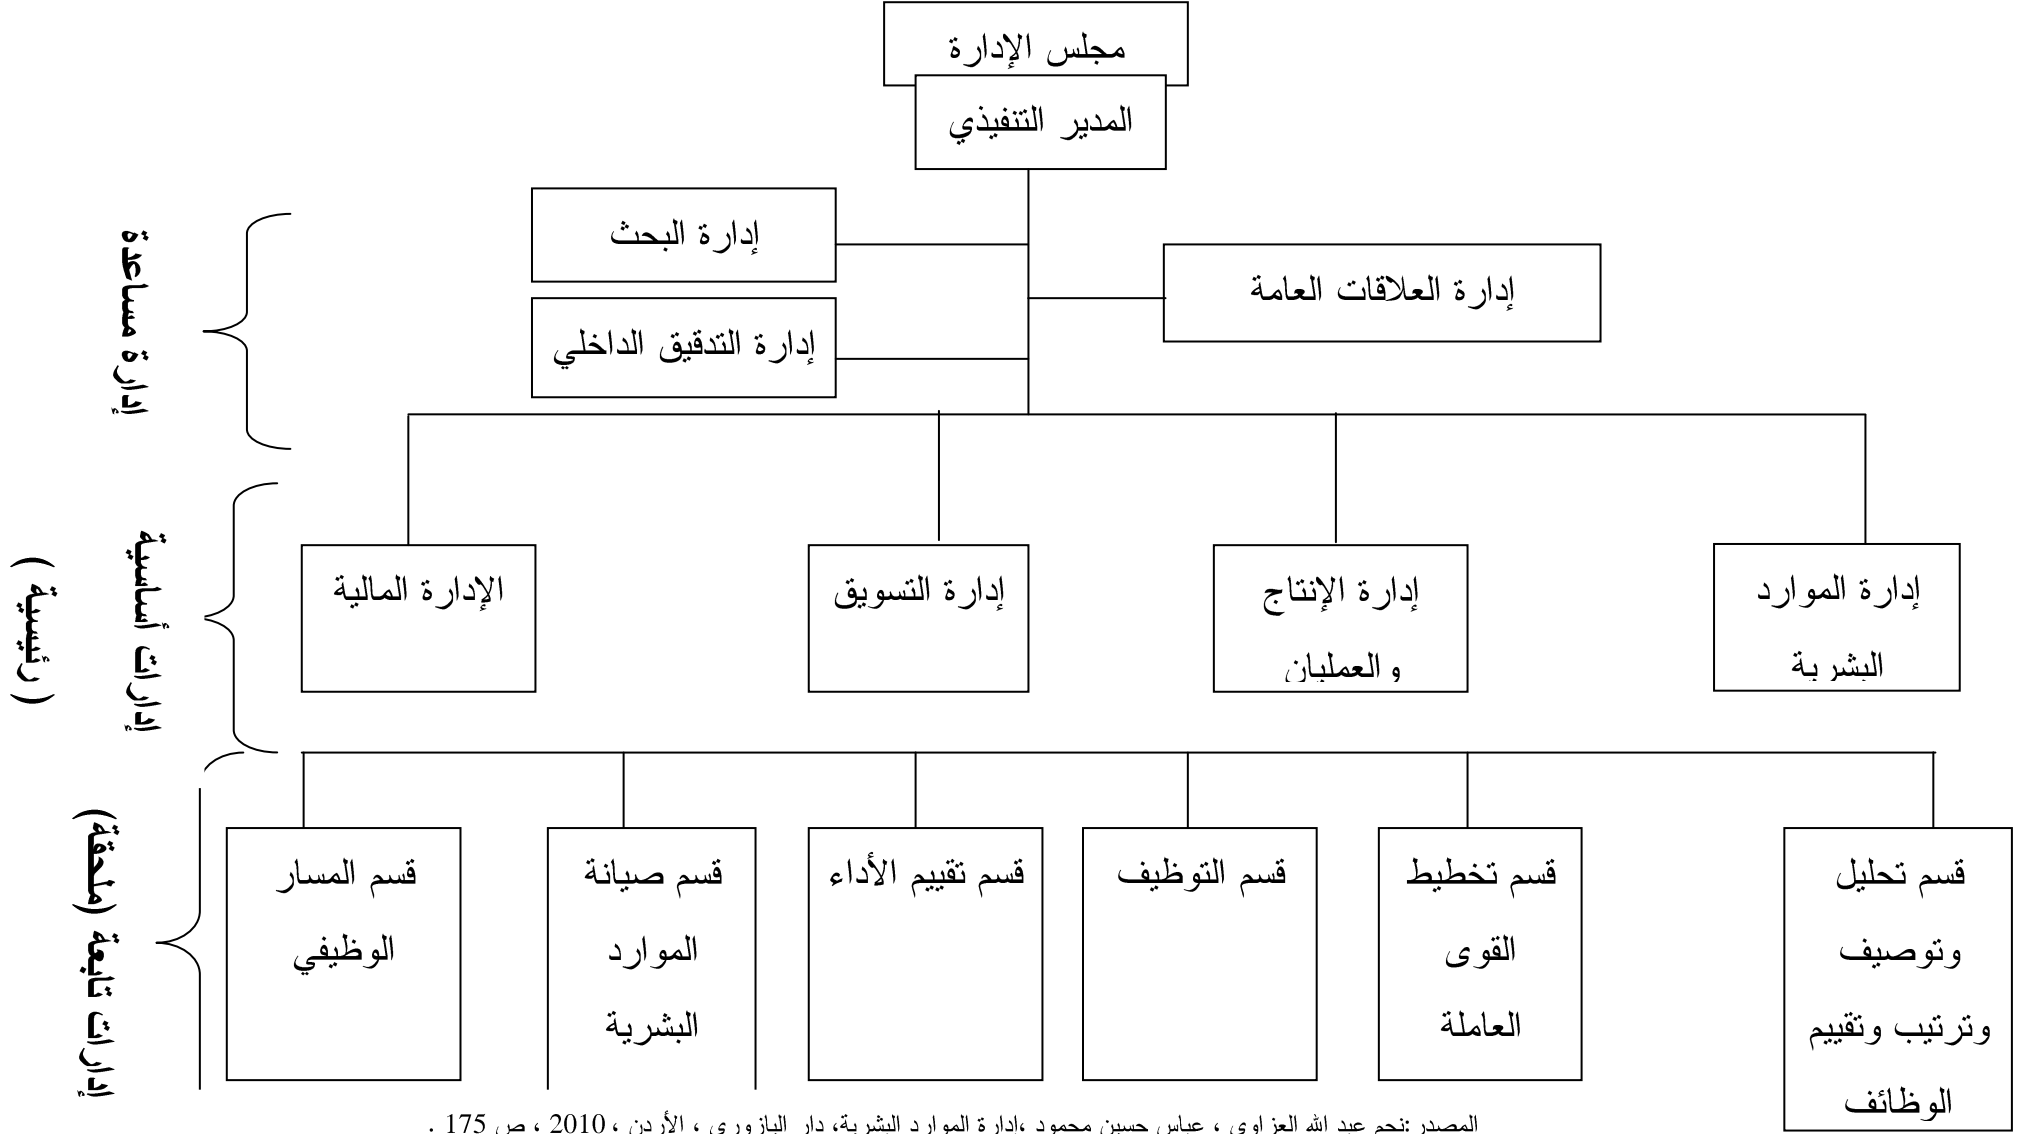 مجلس الإدارة
المدير التنفيذي
إدارة البحث
إدارة العلاقات العامة
إدارة التدقيق الداخلي
إدارة مساعدة
إدارة الموارد
البشرية
إدارة الإنتاج
والعمليان
إدارة التسويق
الإدارة المالية
إدارات أساسية
( رئيسية )
قسم تحليل
وتوصيف
وترتيب وتقييم
الوظائف
قسم تخطيط
القوى
العاملة
قسم التوظيف
قسم تقييم الأداء
قسم صيانة
الموارد
البشرية
قسم المسار
الوظيفي
إدارات تابعة (ملحقة)
المصدر :نجم عبد الله العزاوي ، عباس حسين محمود ،إدارة الموارد البشرية، دار اليازوري ، الأردن ، 2010 ، ص 175 .